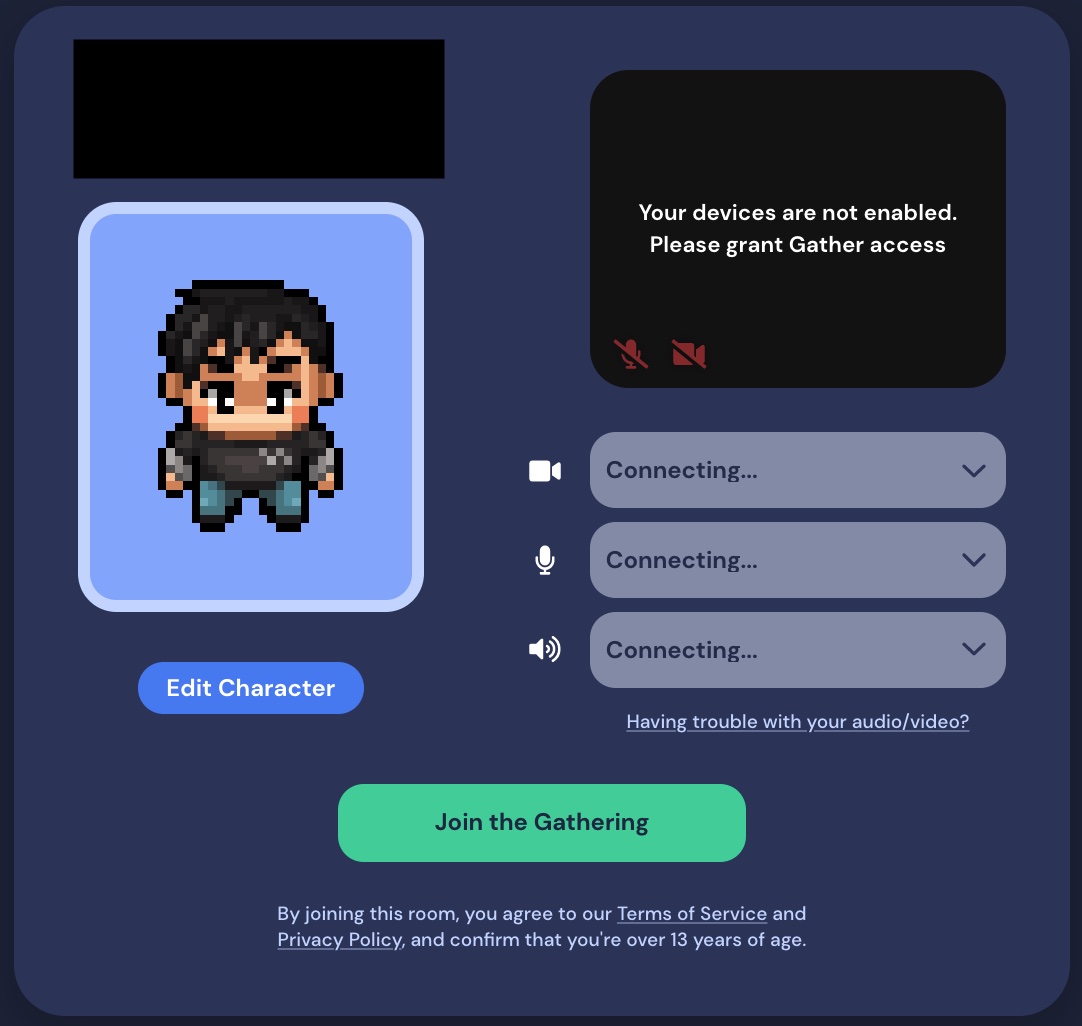 Your devices are not enabled.
Please grant Gather access
Connecting...
Connecting...
Connecting...
Having trouble with your audio/video?
Edit Character
Join the Gathering
By joining this room, you agree to our Terms of Service and
Privacy Policy, and confirm that you're over 13 years of age.